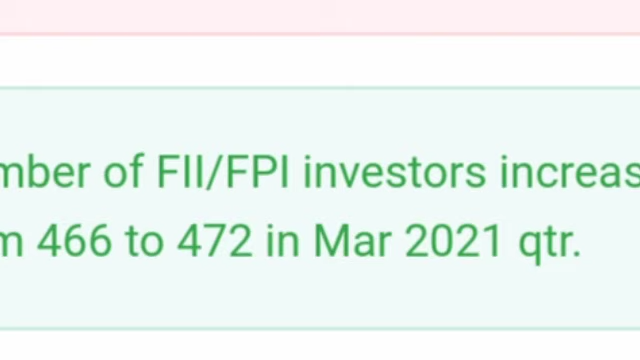 mber of FII/FPI investors increas
m 466 to 472 in Mar 2021 qtr.